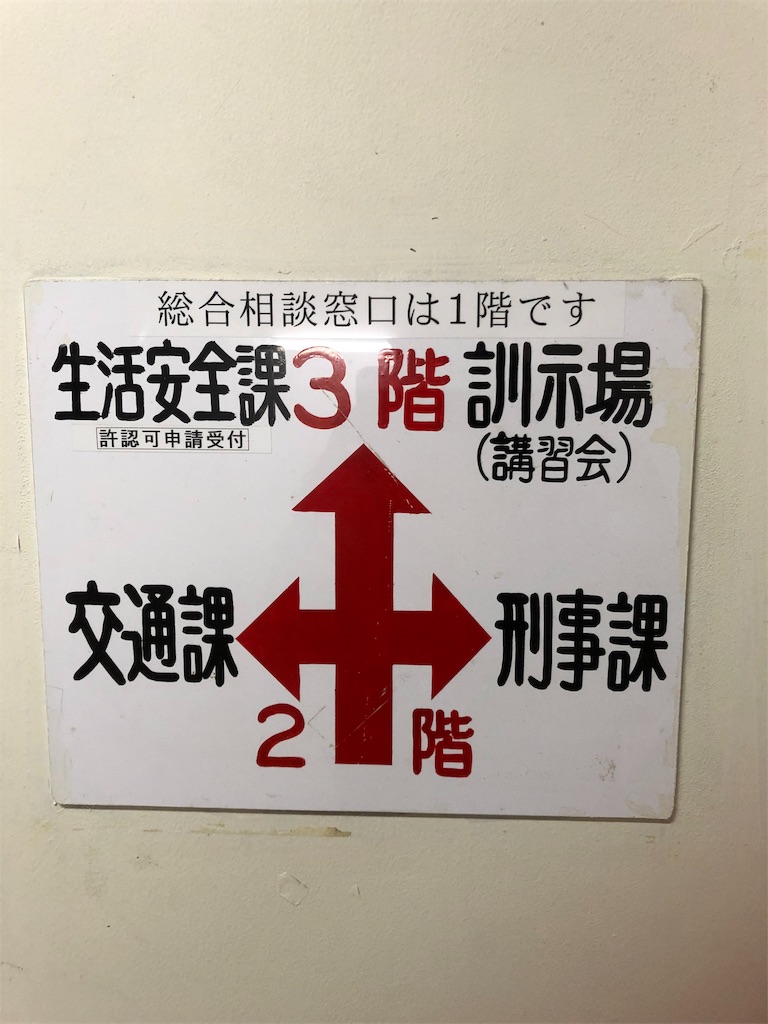 総合相談窓口は1階です
生活安全課 3階 訓示場
許認可申請受付 (講習会)
交通課 刑事課
2階